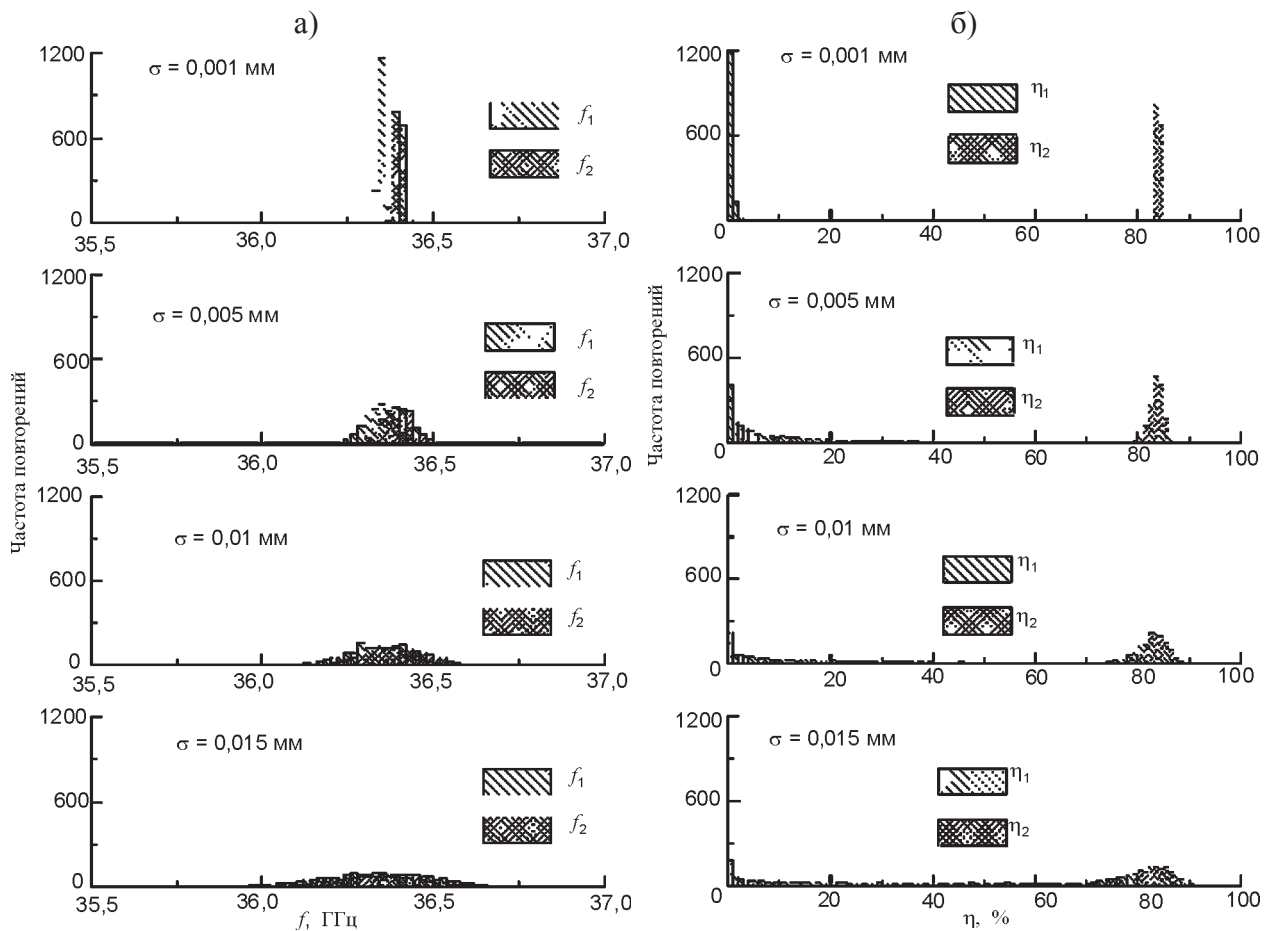 а)
σ = 0,001 мм
1200
600
0
f₁
f₂
35,5 36,0 36,5 37,0
σ = 0,005 мм
1200
600
0
f₁
f₂
35,5 36,0 36,5 37,0
Частота повторений
σ = 0,01 мм
1200
600
0
f₁
f₂
35,5 36,0 36,5 37,0
σ = 0,015 мм
1200
600
0
f₁
f₂
35,5 36,0 36,5 37,0
f, ГГц
б)
σ = 0,001 мм
1200
600
0
η₁
η₂
0 20 40 60 80 100
σ = 0,005 мм
1200
600
0
η₁
η₂
0 20 40 60 80 100
Частота повторений
σ = 0,01 мм
1200
600
0
η₁
η₂
0 20 40 60 80 100
σ = 0,015 мм
1200
600
0
η₁
η₂
0 20 40 60 80 100
η, %